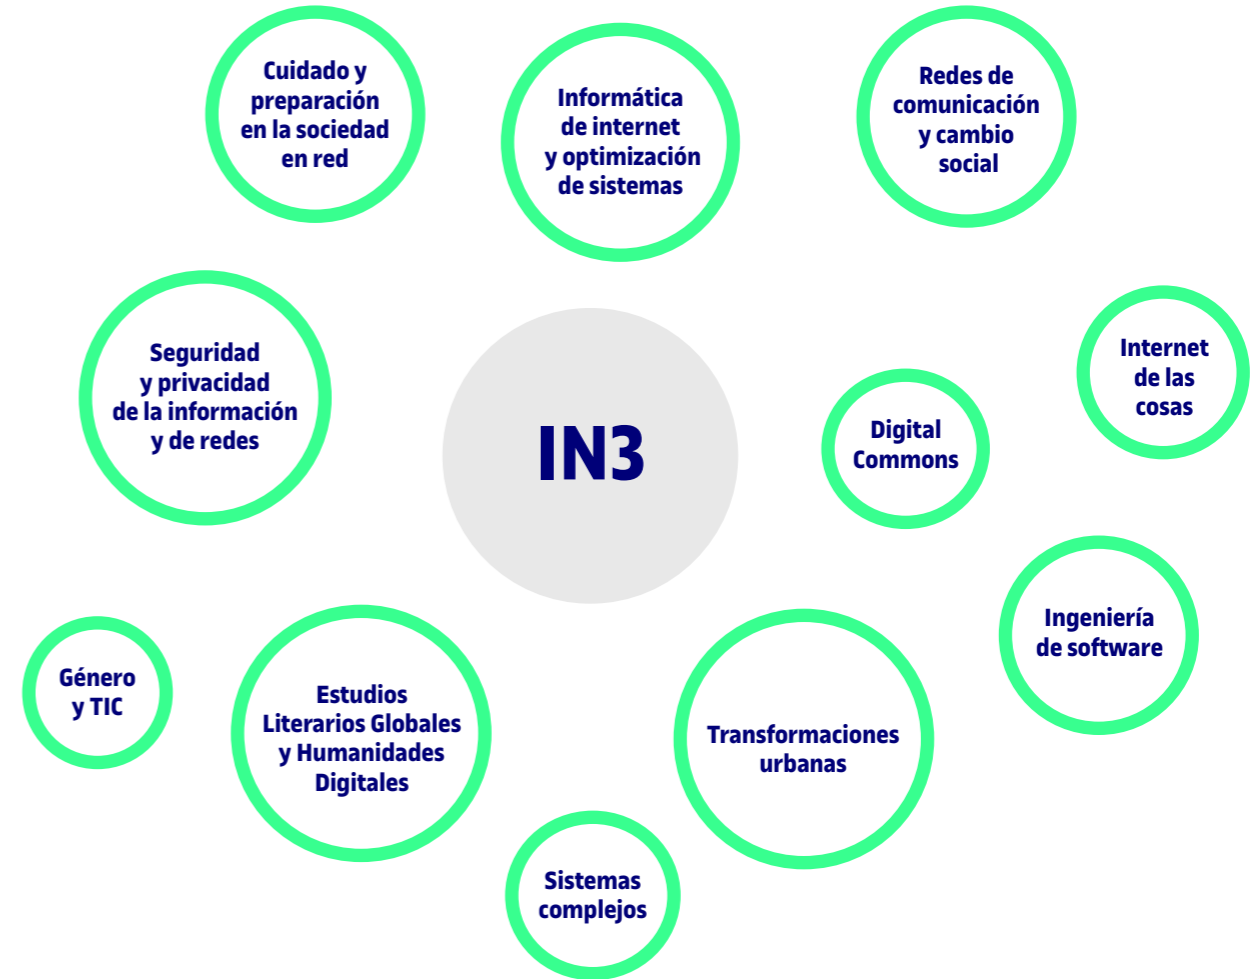 Cuidado y
preparación
en la sociedad
en red
Informática
de internet
y optimización
de sistemas
Redes de
comunicación
y cambio
social
Seguridad
y privacidad
de la información
y de redes
IN3
Digital
Commons
Internet
de las
cosas
Género
y TIC
Estudios
Literarios Globales
y Humanidades
Digitales
Transformaciones
urbanas
Ingeniería
de software
Sistemas
complejos